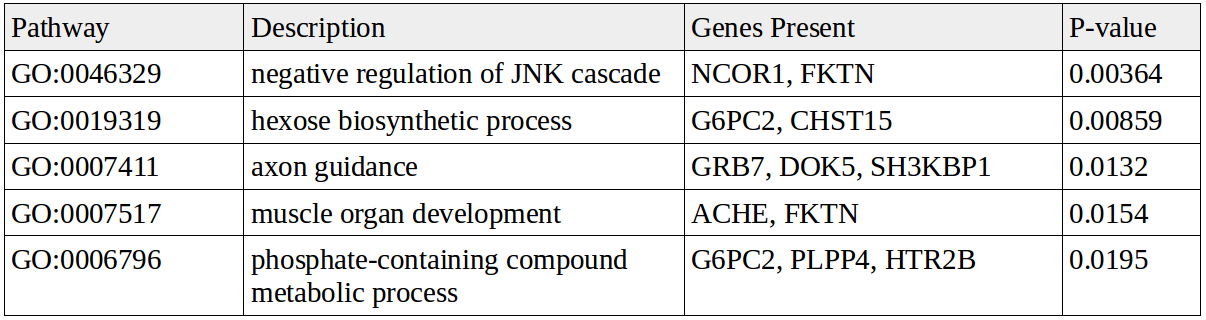 Pathway Description Genes Present P-value
GO:0046329 negative regulation of JNK cascade NCOR1, FKTN 0.00364
GO:0019319 hexose biosynthetic process G6PC2, CHST15 0.00859
GO:0007411 axon guidance GRB7, DOK5, SH3KBP1 0.0132
GO:0007517 muscle organ development ACHE, FKTN 0.0154
GO:0006796 phosphate-containing compound G6PC2, PLPP4, HTR2B 0.0195
metabolic process